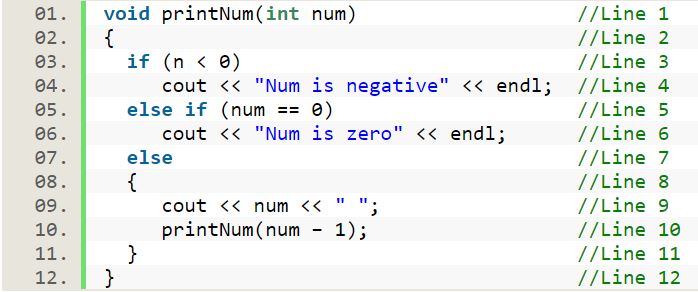 01. void printNum(int num) //Line 1
02. { //Line 2
03. if (n < 0) //Line 3
04. cout << "Num is negative" << endl; //Line 4
05. else if (num == 0) //Line 5
06. cout << "Num is zero" << endl; //Line 6
07. else //Line 7
08. { //Line 8
09. cout << num << " "; //Line 9
10. printNum(num - 1); //Line 10
11. } //Line 11
12. } //Line 12